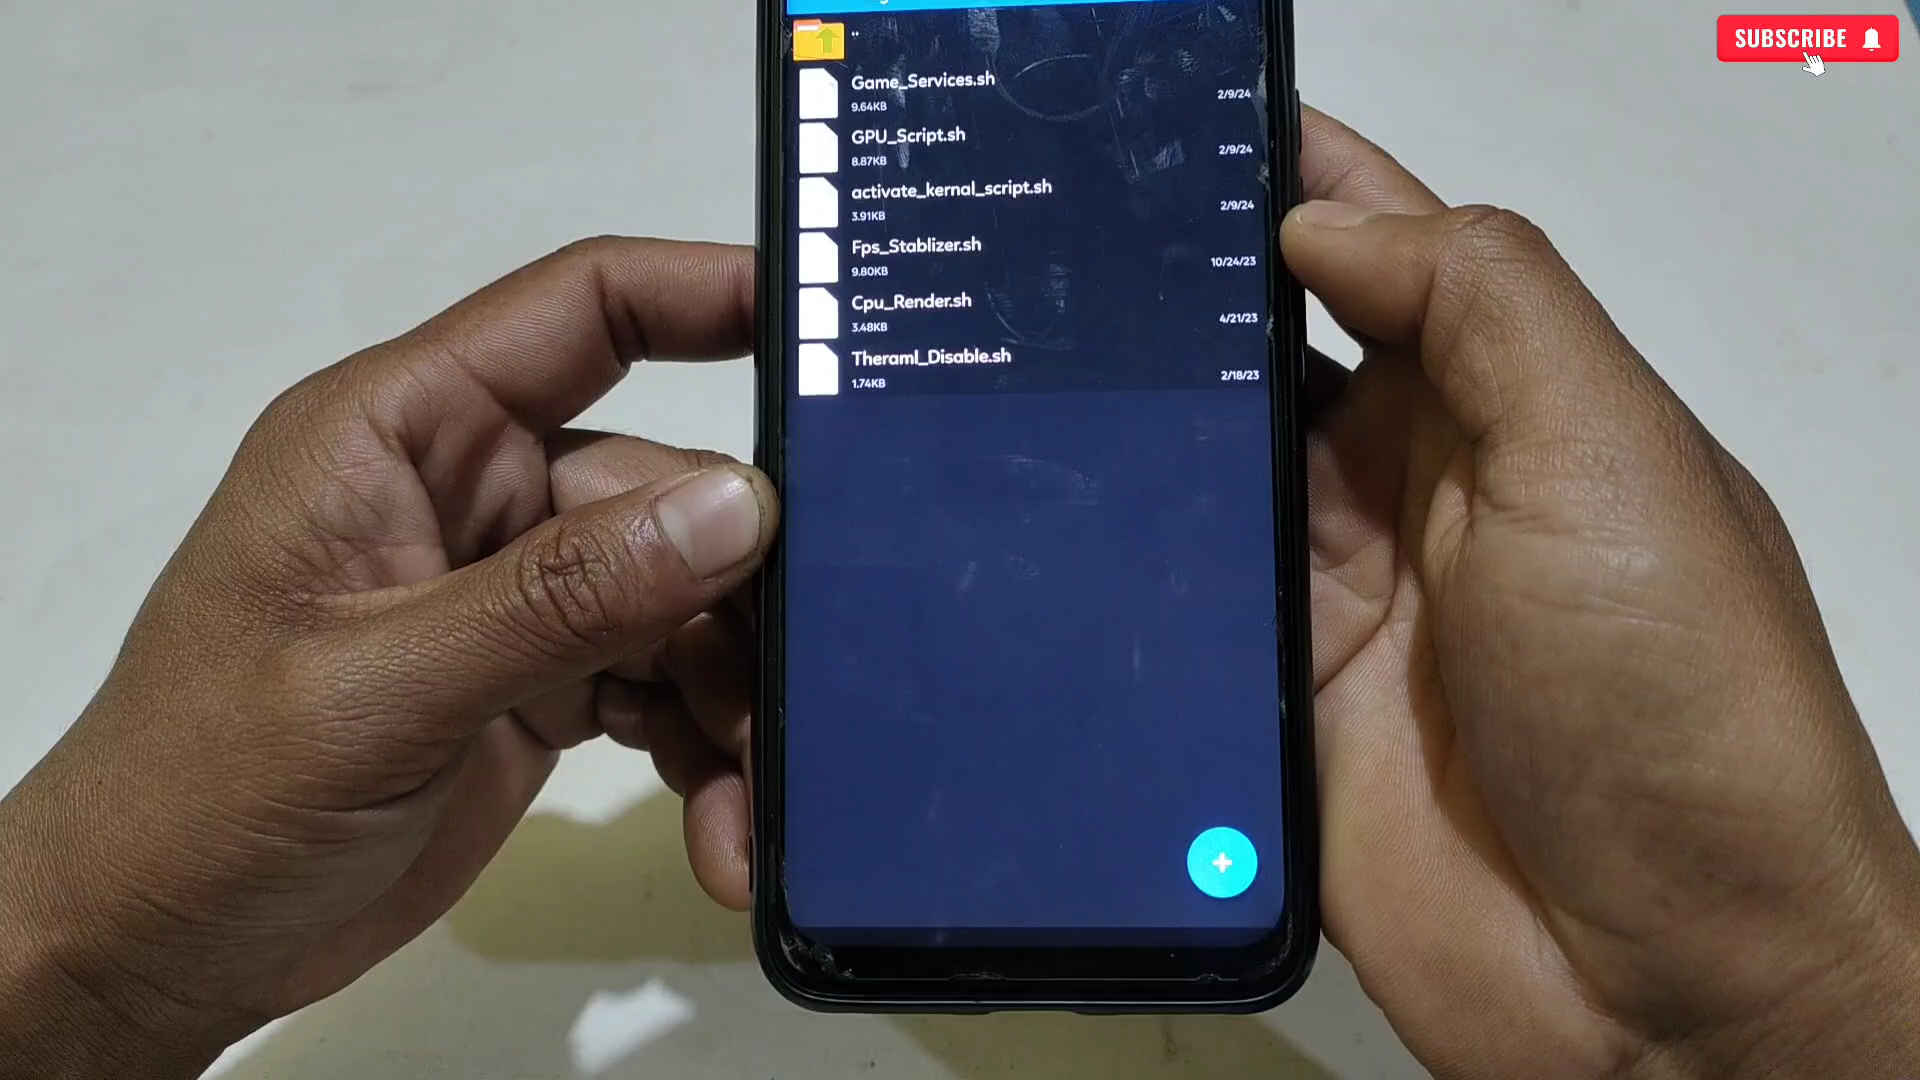 SUBSCRIBE
..
Game_Services.sh
9.64KB
2/9/24
GPU_Script.sh
8.87KB
2/9/24
activate_kernal_script.sh
3.91KB
2/9/24
Fps_Stablizer.sh
9.80KB
10/24/23
Cpu_Render.sh
3.48KB
4/21/23
Theraml_Disable.sh
1.74KB
2/18/23